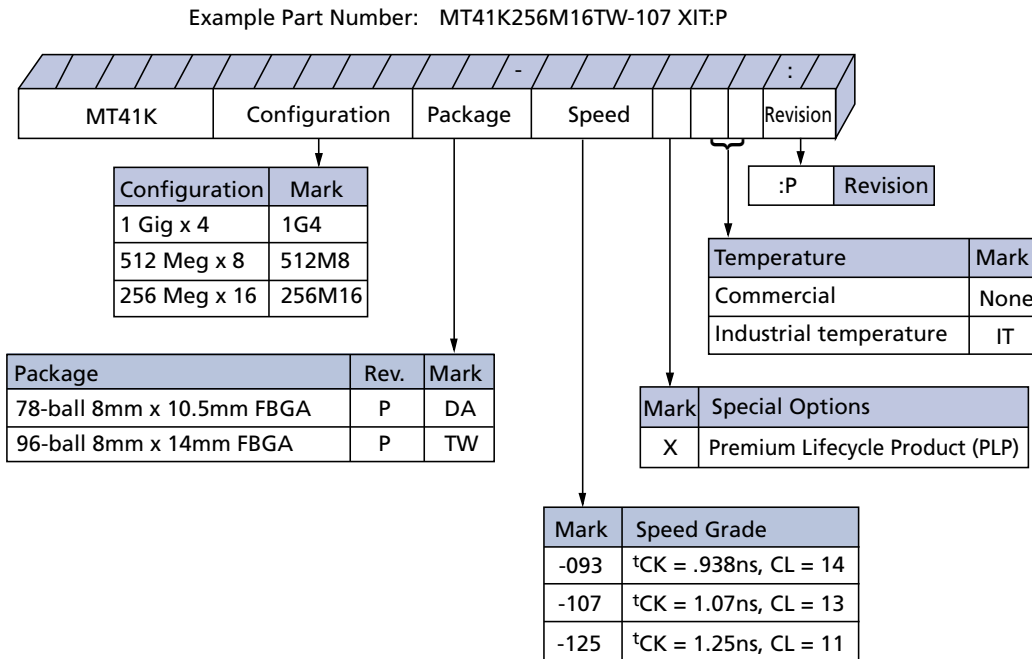 Example Part Number: MT41K256M16TW-107 XIT:P
- :
MT41K Configuration Package Speed Revision
:P Revision
Configuration Mark
1 Gig x 4 1G4
512 Meg x 8 512M8
256 Meg x 16 256M16
Temperature Mark
Commercial None
Industrial temperature IT
Package Rev. Mark
78-ball 8mm x 10.5mm FBGA P DA
96-ball 8mm x 14mm FBGA P TW
Mark Special Options
X Premium Lifecycle Product (PLP)
Mark Speed Grade
-093 tCK = .938ns, CL = 14
-107 tCK = 1.07ns, CL = 13
-125 tCK = 1.25ns, CL = 11